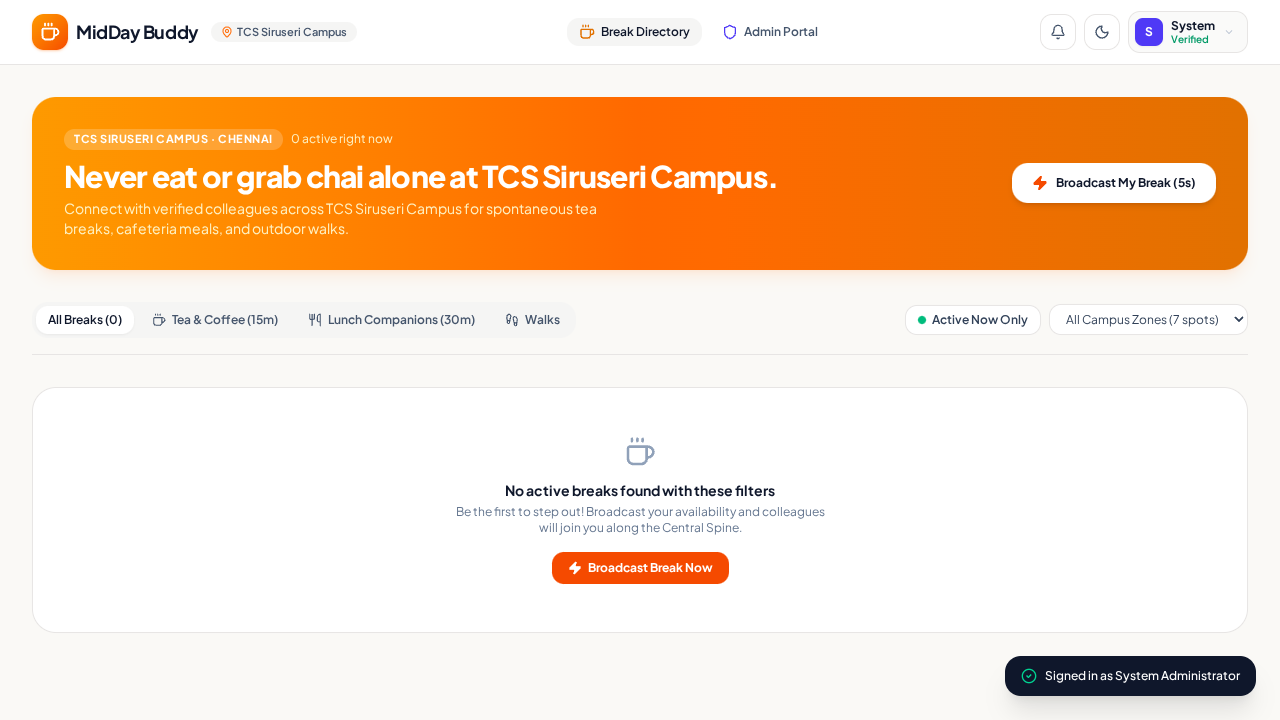 MidDay Buddy
TCS Siruseri Campus
Break Directory
Admin Portal
S
System
Verified
TCS SIRUSERI CAMPUS · CHENNAI
0 active right now
Never eat or grab chai alone at TCS Siruseri Campus.
Connect with verified colleagues across TCS Siruseri Campus for spontaneous tea
breaks, cafeteria meals, and outdoor walks.
Broadcast My Break (5s)
All Breaks (0)
Tea & Coffee (15m)
Lunch Companions (30m)
Walks
Active Now Only
All Campus Zones (7 spots)
No active breaks found with these filters
Be the first to step out! Broadcast your availability and colleagues
will join you along the Central Spine.
Broadcast Break Now
Signed in as System Administrator